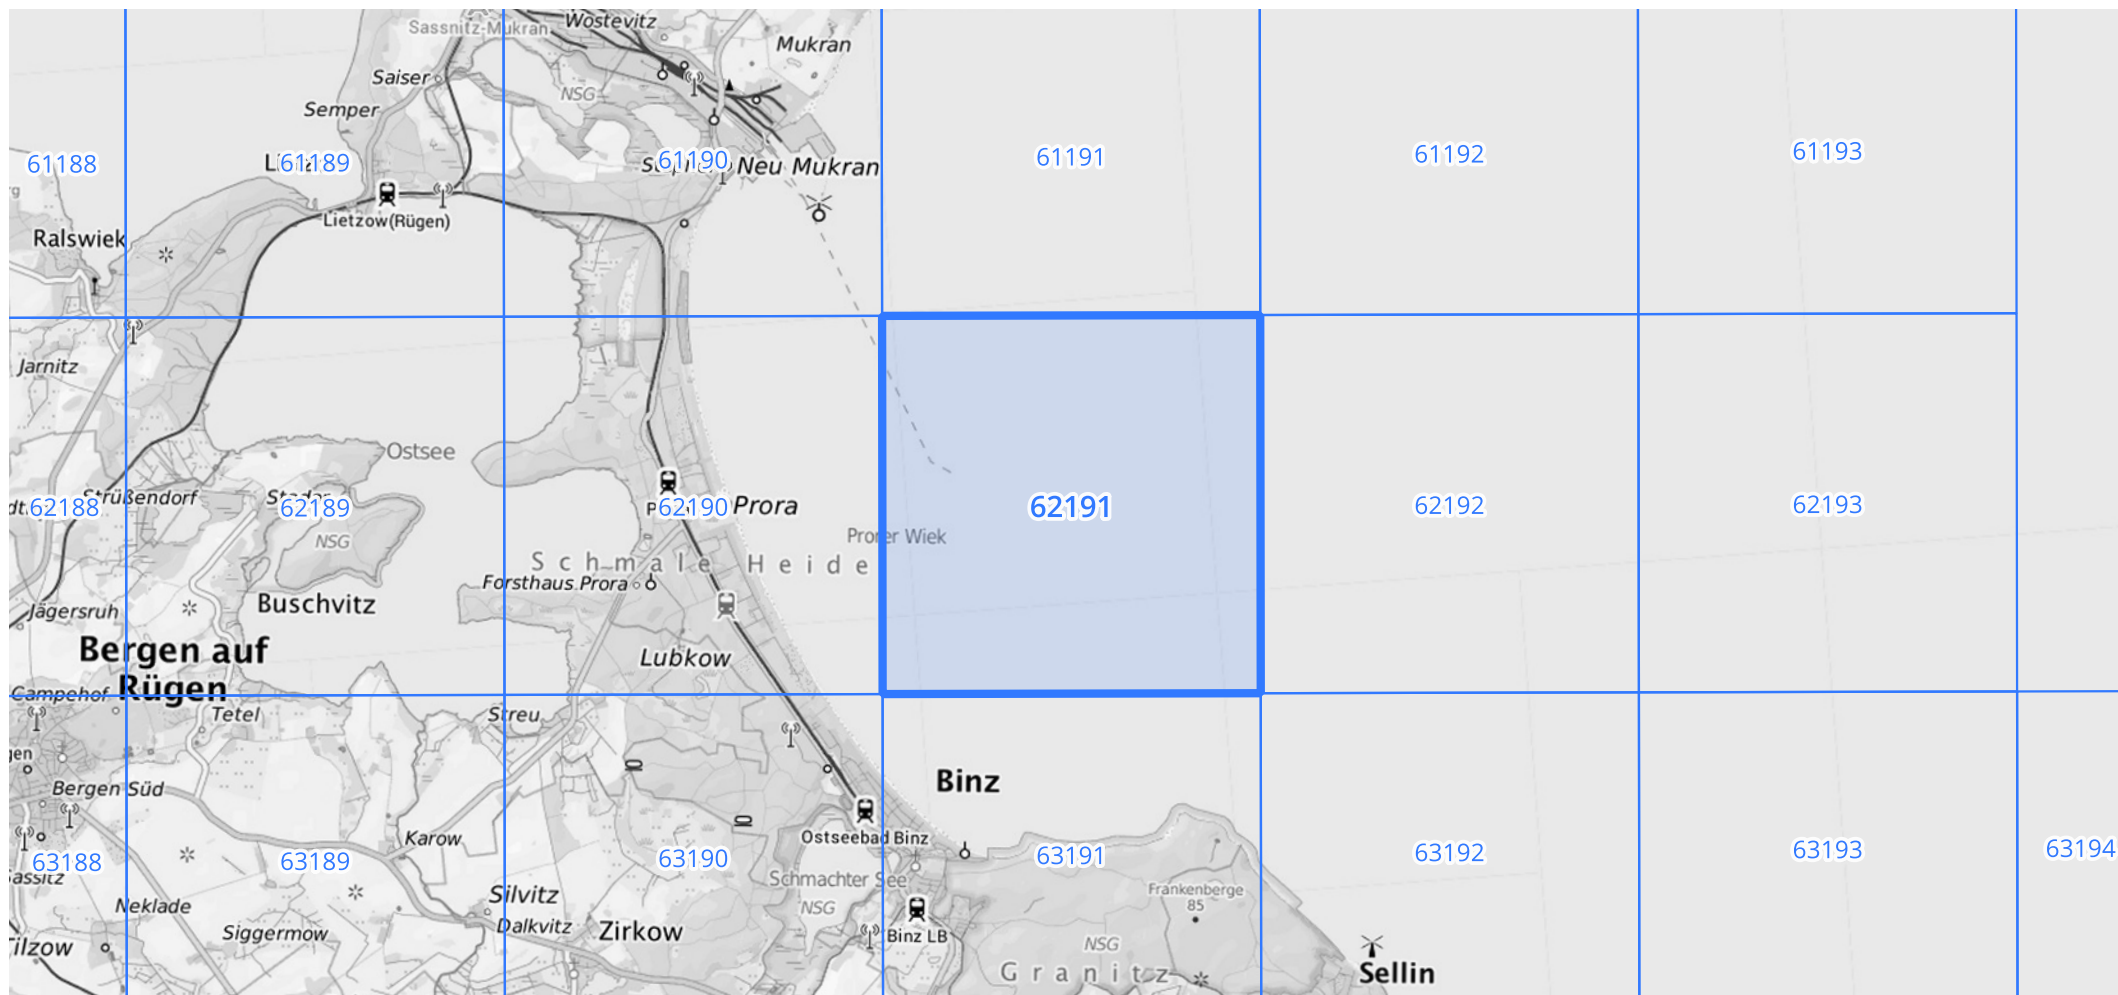 Wostevitz
Sassnitz-Mukran
Mukran
Saiser
NSG
Semper
61188
61189
61190
Neu Mukran
61191
61192
61193
Lietzow(Rügen)
Ralswiek
Jarnitz
Ostsee
Strüßendorf
62188
62189
62190
Prora
62191
62192
62193
Prorer Wiek
NSG
Schmale Heide
Forsthaus Prora
Buschvitz
Jägersruh
Bergen auf
Rügen
Lubkow
Campehof
Tetel
Streu
Binz
Bergen Süd
Karow
Ostseebad Binz
63188
63189
63190
63191
63192
63193
63194
Schmachter See
Frankenberge
85
Silvitz
NSG
Neklade
Dalkvitz
Siggermow
Zirkow
Binz LB
NSG
Granitz
Sellin